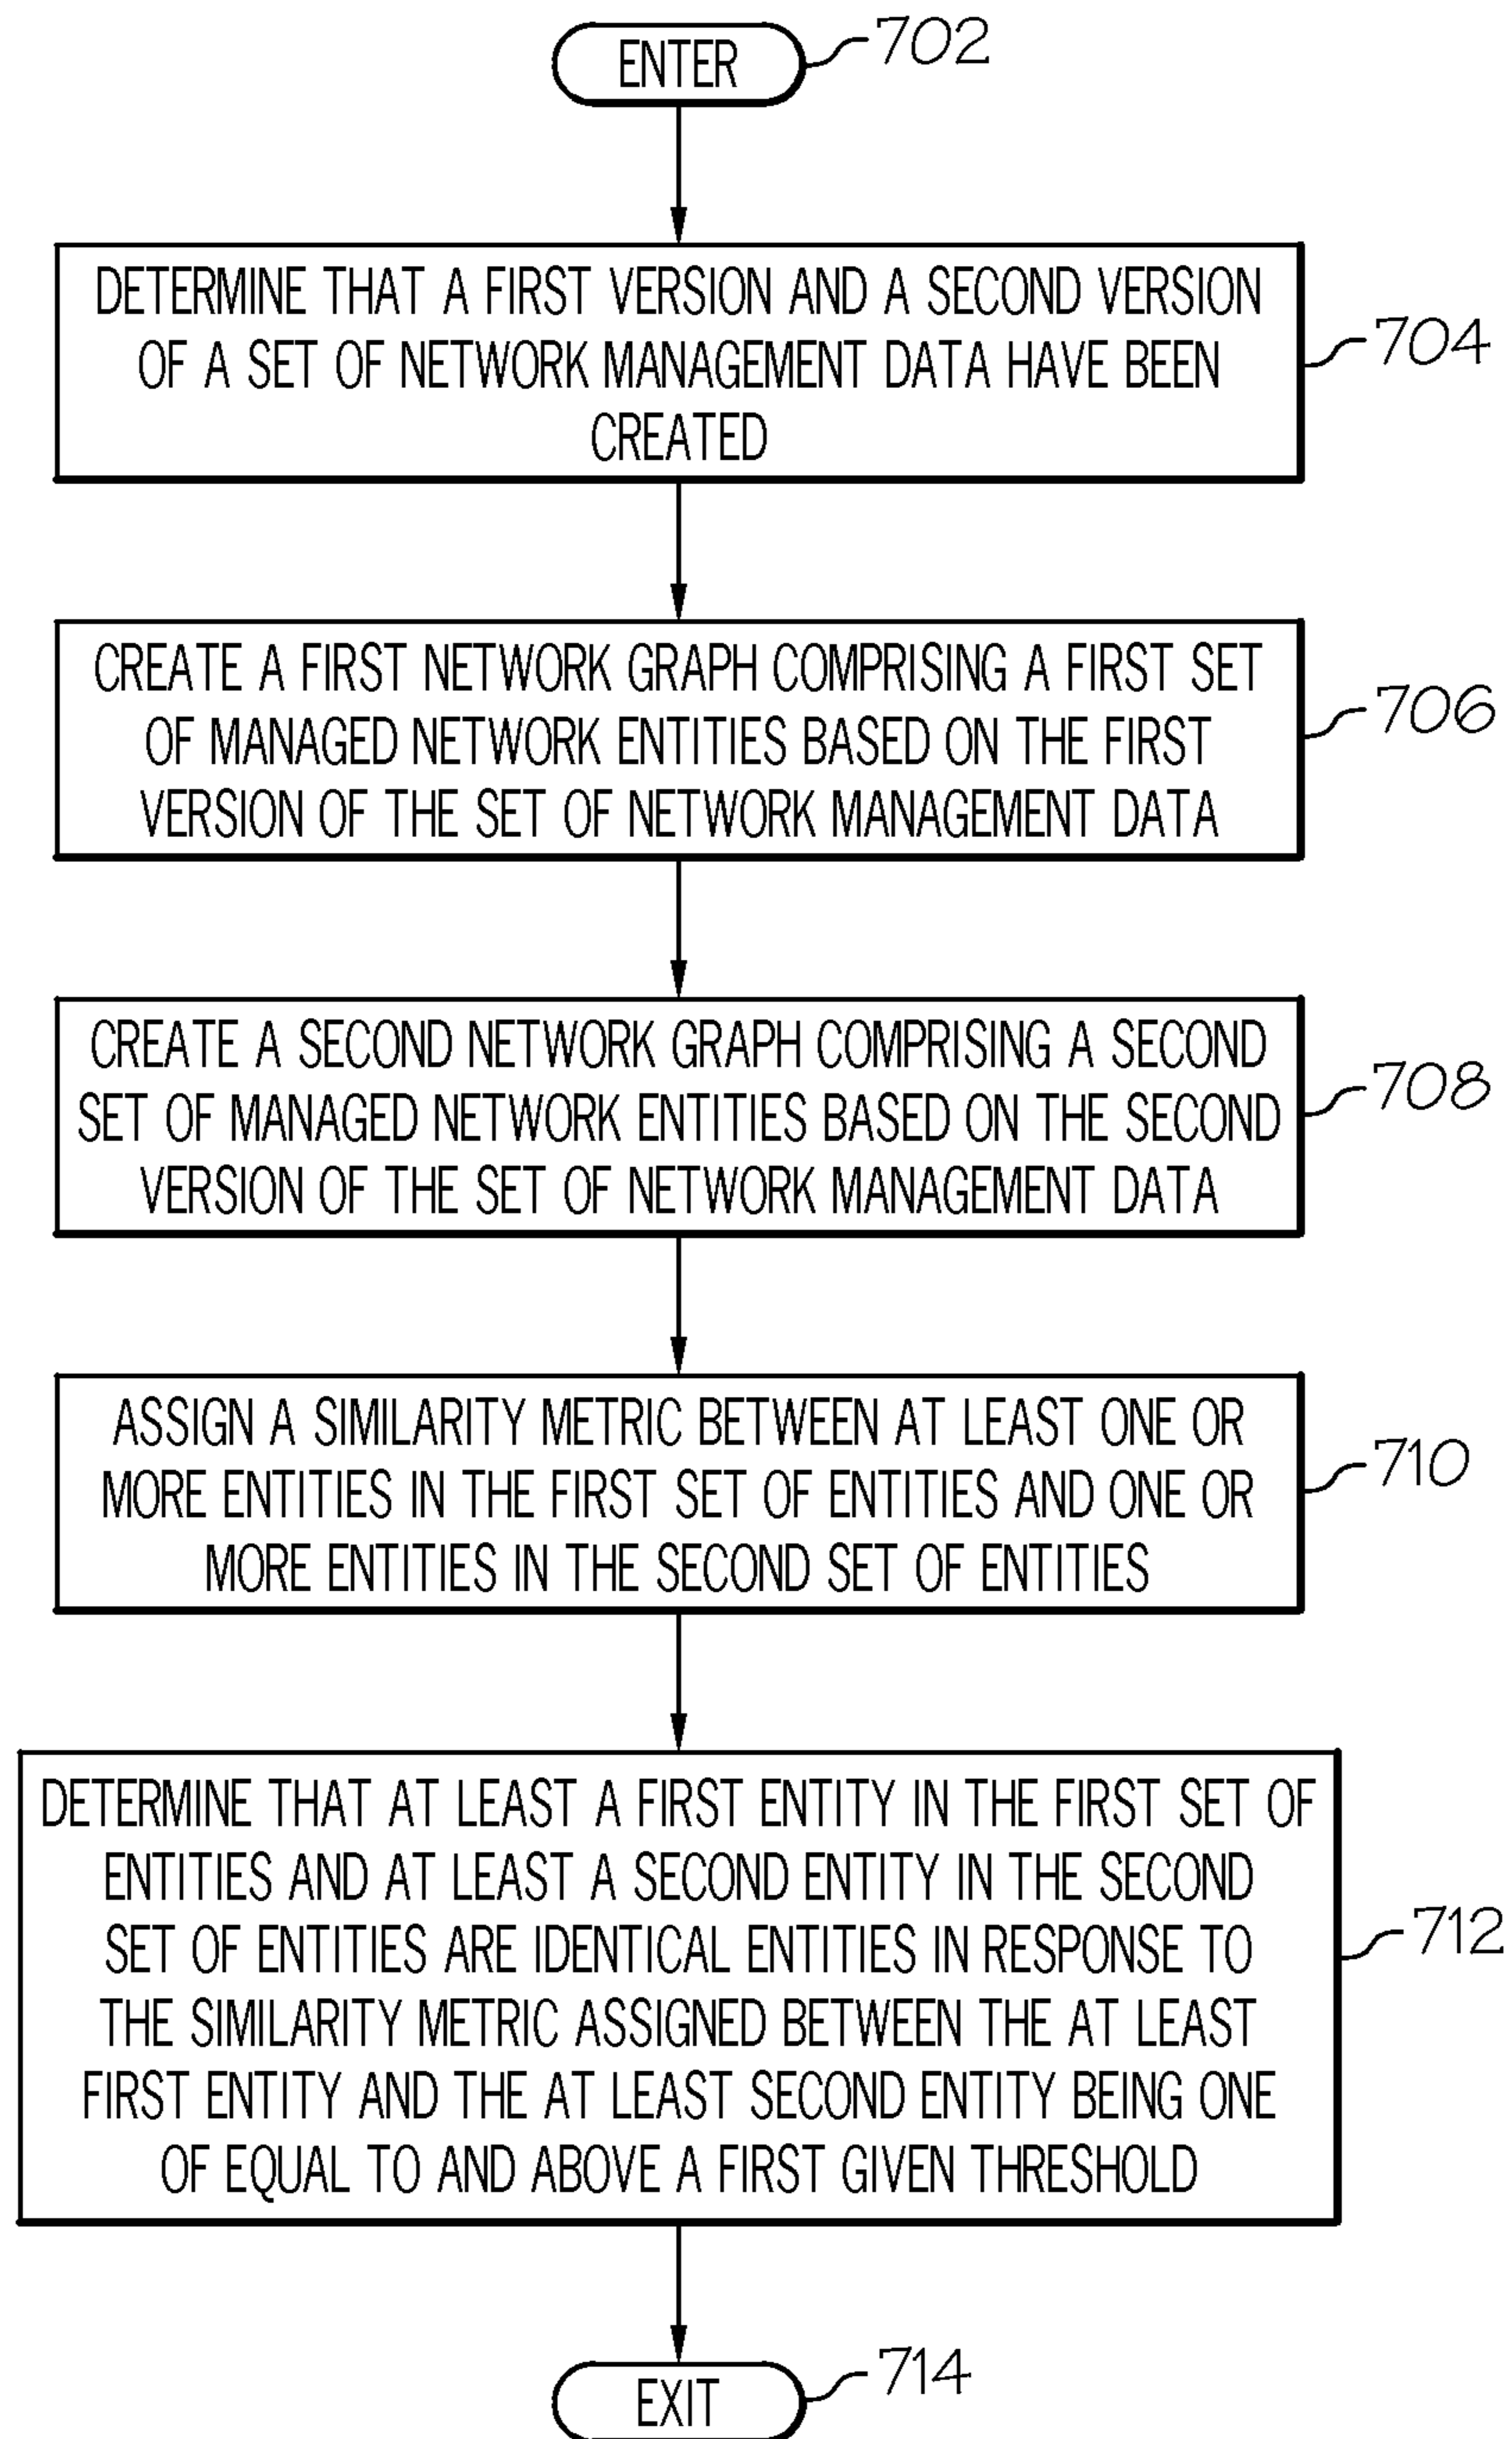 ENTER
702
DETERMINE THAT A FIRST VERSION AND A SECOND VERSION
OF A SET OF NETWORK MANAGEMENT DATA HAVE BEEN
CREATED
704
CREATE A FIRST NETWORK GRAPH COMPRISING A FIRST SET
OF MANAGED NETWORK ENTITIES BASED ON THE FIRST
VERSION OF THE SET OF NETWORK MANAGEMENT DATA
706
CREATE A SECOND NETWORK GRAPH COMPRISING A SECOND
SET OF MANAGED NETWORK ENTITIES BASED ON THE SECOND
VERSION OF THE SET OF NETWORK MANAGEMENT DATA
708
ASSIGN A SIMILARITY METRIC BETWEEN AT LEAST ONE OR
MORE ENTITIES IN THE FIRST SET OF ENTITIES AND ONE OR
MORE ENTITIES IN THE SECOND SET OF ENTITIES
710
DETERMINE THAT AT LEAST A FIRST ENTITY IN THE FIRST SET OF
ENTITIES AND AT LEAST A SECOND ENTITY IN THE SECOND
SET OF ENTITIES ARE IDENTICAL ENTITIES IN RESPONSE TO
THE SIMILARITY METRIC ASSIGNED BETWEEN THE AT LEAST
FIRST ENTITY AND THE AT LEAST SECOND ENTITY BEING ONE
OF EQUAL TO AND ABOVE A FIRST GIVEN THRESHOLD
712
EXIT
714